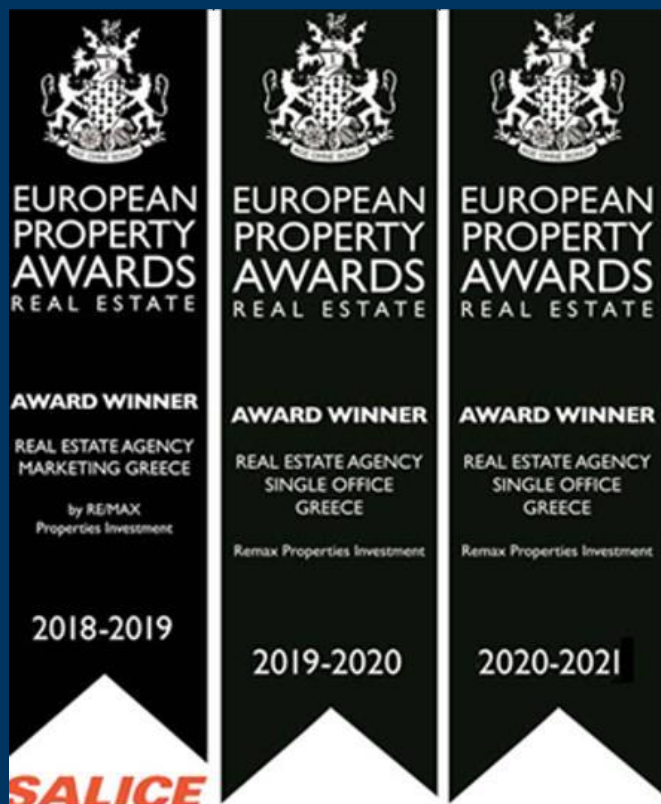 EUROPEAN
PROPERTY
AWARDS
REAL ESTATE
AWARD WINNER
REAL ESTATE AGENCY
MARKETING GREECE
by RE/MAX
Properties Investment
2018-2019
SALICE
EUROPEAN
PROPERTY
AWARDS
REAL ESTATE
AWARD WINNER
REAL ESTATE AGENCY
SINGLE OFFICE
GREECE
Remax Properties Investment
2019-2020
EUROPEAN
PROPERTY
AWARDS
REAL ESTATE
AWARD WINNER
REAL ESTATE AGENCY
SINGLE OFFICE
GREECE
Remax Properties Investment
2020-2021